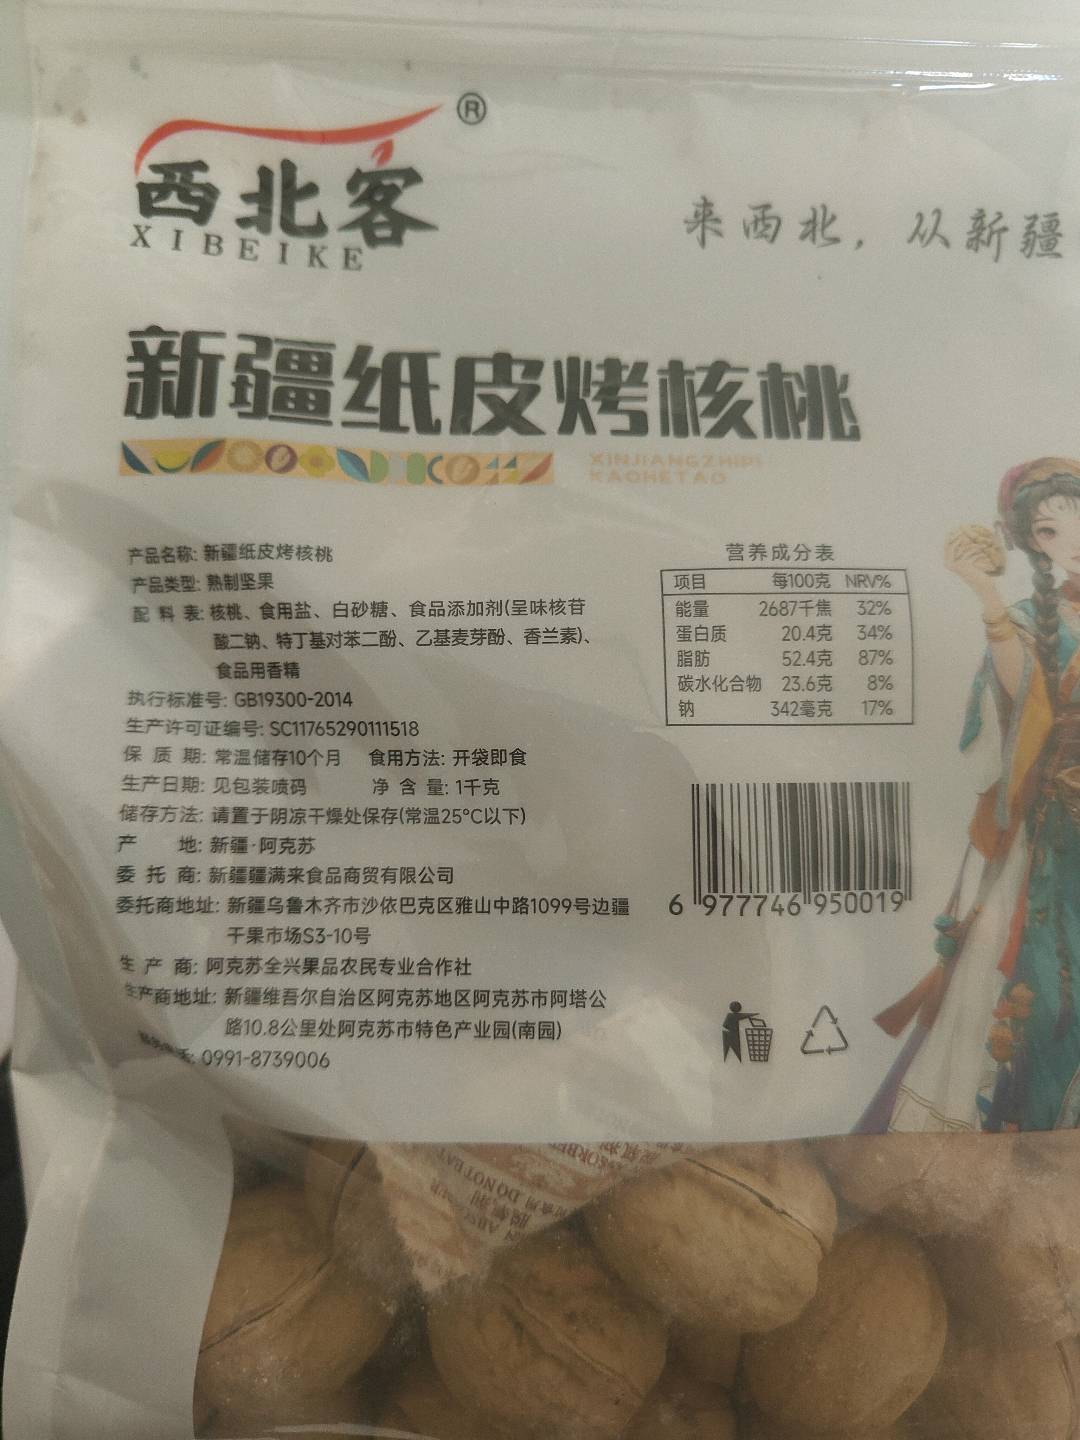 西北客®
XIBEIKE
来西北，从新疆
新疆纸皮烤核桃
XINJIANGZHIPI
KAOHETAO
产品名称: 新疆纸皮烤核桃
产品类型: 熟制坚果
配 料 表: 核桃、食用盐、白砂糖、食品添加剂(呈味核苷
酸二钠、特丁基对苯二酚、乙基麦芽酚、香兰素)、
食品用香精
执行标准号: GB19300-2014
生产许可证编号: SC11765290111518
保 质 期: 常温储存10个月 食用方法: 开袋即食
生产日期: 见包装喷码 净 含 量: 1千克
储存方法: 请置于阴凉干燥处保存(常温25°C以下)
产 地: 新疆·阿克苏
委 托 商: 新疆疆满来食品商贸有限公司
委托商地址: 新疆乌鲁木齐市沙依巴克区雅山中路1099号边疆
干果市场S3-10号
生 产 商: 阿克苏全兴果品农民专业合作社
生产商地址: 新疆维吾尔自治区阿克苏地区阿克苏市阿塔公
路10.8公里处阿克苏市特色产业园(南园)
0991-8739006
营养成分表
项目 每100克 NRV%
能量 2687千焦 32%
蛋白质 20.4克 34%
脂肪 52.4克 87%
碳水化合物 23.6克 8%
钠 342毫克 17%
6 977746 950019
DO NOT EAT